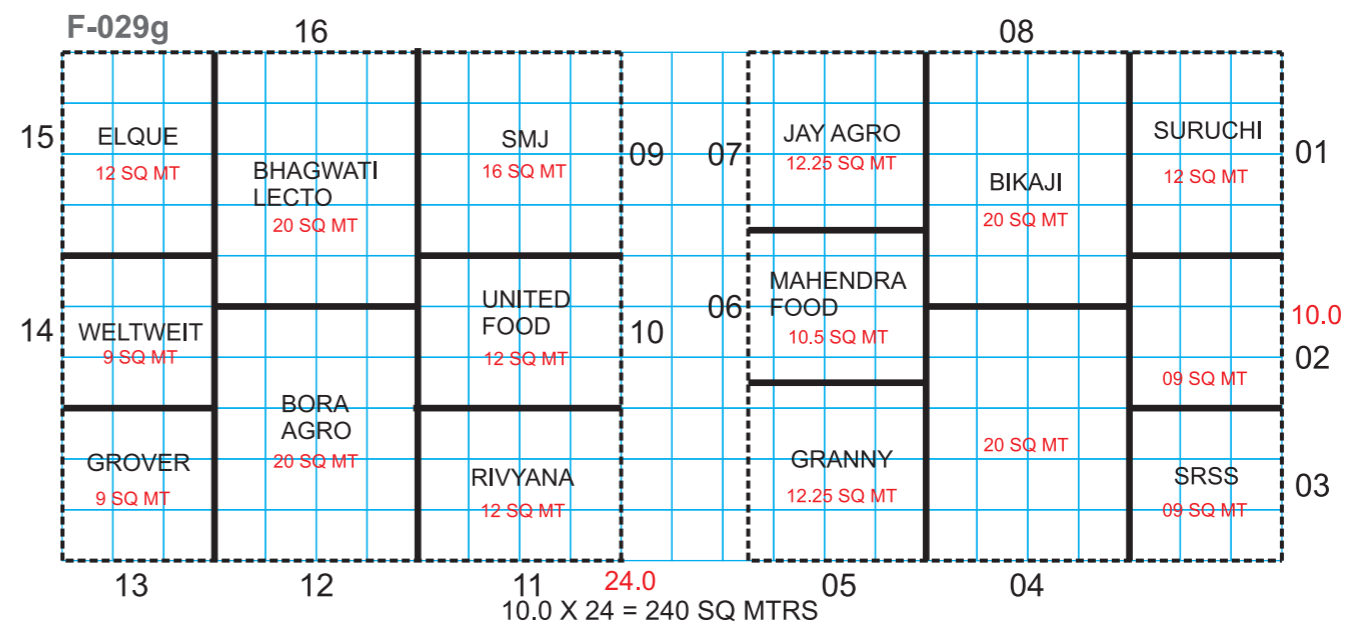 F-029g
16
08
15
ELQUE
12 SQ MT
BHAGWATI
LECTO
20 SQ MT
SMJ
16 SQ MT
09
07
JAY AGRO
12.25 SQ MT
BIKAJI
20 SQ MT
SURUCHI
12 SQ MT
01
14
WELTWEIT
9 SQ MT
UNITED
FOOD
12 SQ MT
10
06
MAHENDRA
FOOD
10.5 SQ MT
10.0
02
09 SQ MT
GROVER
9 SQ MT
BORA
AGRO
20 SQ MT
RIVYANA
12 SQ MT
GRANNY
12.25 SQ MT
20 SQ MT
SRSS
09 SQ MT
03
13
12
11
24.0
05
04
10.0 X 24 = 240 SQ MTRS